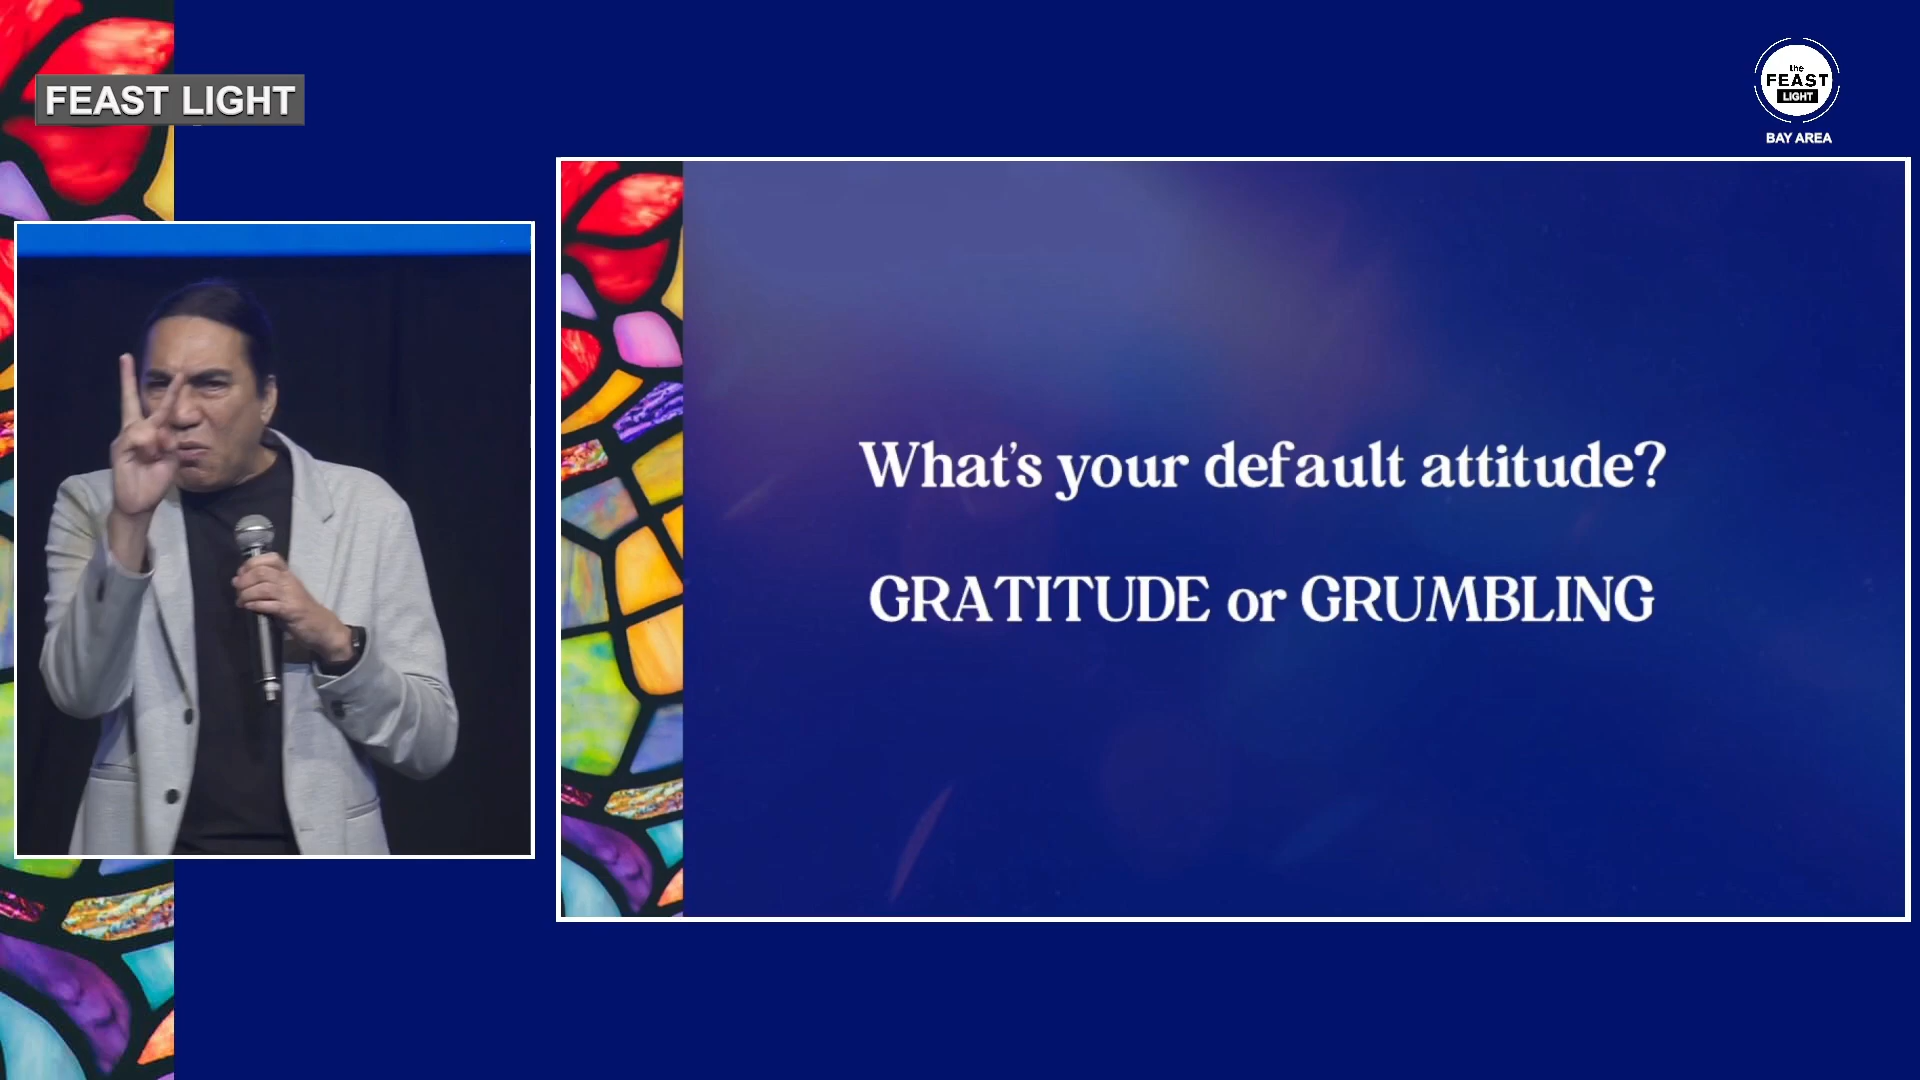 FEAST LIGHT
the
FEAST
LIGHT
BAY AREA
What's your default attitude?
GRATITUDE or GRUMBLING